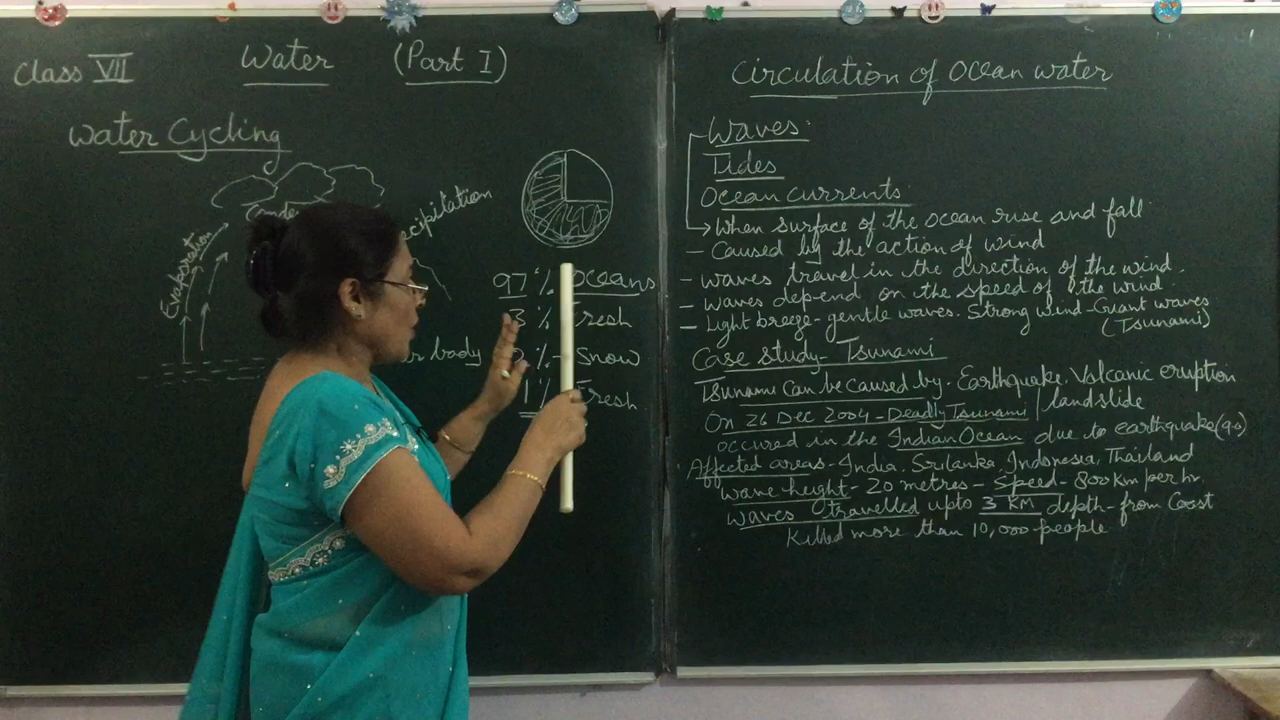 Class VII Water (Part I)
Water Cycling
Evaporation
97% Oceans
3% Fresh
% - Snow
1% Fresh
body
Circulation of Ocean water
Waves:
Tides
Ocean currents
When surface of the ocean rise and fall
- Caused by the action of wind
- waves travel in the direction of the wind.
- waves depend on the speed of the wind.
- Light breeze - gentle waves. Strong wind - Giant waves
(Tsunami)
Case study - Tsunami
Tsunami can be caused by - Earthquake, Volcanic eruption
landslide
On 26 Dec 2004 - Deadly Tsunami
occured in the Indian Ocean due to earthquake (9.0)
Affected areas - India, Srilanka, Indonesia, Thailand
Wave height - 20 metres - Speed - 800 Km per hr.
Waves travelled upto 3 KM depth - from Coast
Killed more than 10,000 people